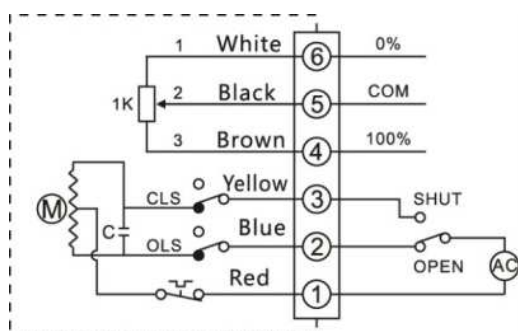 1 White 6 0%
1K 2 Black 5 COM
3 Brown 4 100%
CLS Yellow 3 SHUT
M C
OLS Blue 2 OPEN
Red 1 AC